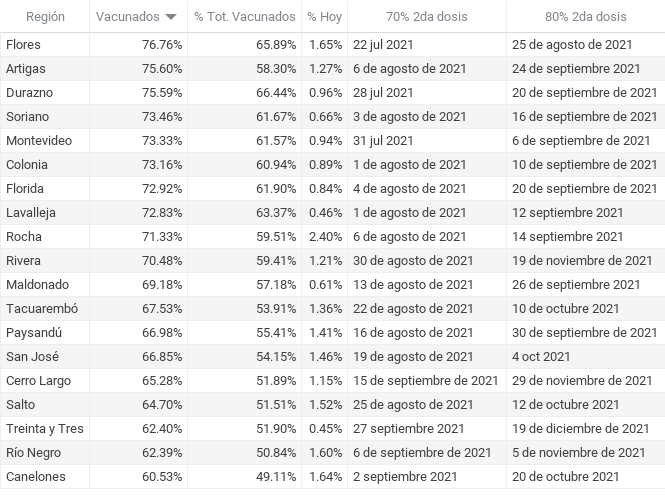 Región Vacunados % Tot. Vacunados % Hoy 70% 2da dosis 80% 2da dosis
Flores 76.76% 65.89% 1.65% 22 jul 2021 25 de agosto de 2021
Artigas 75.60% 58.30% 1.27% 6 de agosto de 2021 24 de septiembre de 2021
Durazno 75.59% 66.44% 0.96% 28 jul 2021 20 de septiembre de 2021
Soriano 73.46% 61.67% 0.66% 3 de agosto de 2021 16 de septiembre de 2021
Montevideo 73.33% 61.57% 0.94% 31 jul 2021 6 de septiembre de 2021
Colonia 73.16% 60.94% 0.89% 1 de agosto de 2021 10 de septiembre de 2021
Florida 72.92% 61.90% 0.84% 4 de agosto de 2021 20 de septiembre de 2021
Lavalleja 72.83% 63.37% 0.46% 1 de agosto de 2021 12 septiembre 2021
Rocha 71.33% 59.51% 2.40% 6 de agosto de 2021 14 septiembre 2021
Rivera 70.48% 59.41% 1.21% 30 de agosto de 2021 19 de noviembre de 2021
Maldonado 69.18% 57.18% 0.61% 13 de agosto de 2021 26 de septiembre de 2021
Tacuarembó 67.53% 53.91% 1.36% 22 de agosto de 2021 10 de octubre 2021
Paysandú 66.98% 55.41% 1.41% 16 de agosto de 2021 30 de septiembre de 2021
San José 66.85% 54.15% 1.46% 19 de agosto de 2021 4 oct 2021
Cerro Largo 65.28% 51.89% 1.15% 15 de septiembre de 2021 29 de noviembre de 2021
Salto 64.70% 51.51% 1.52% 25 de agosto de 2021 12 de octubre 2021
Treinta y Tres 62.40% 51.90% 0.45% 27 septiembre 2021 19 de diciembre de 2021
Río Negro 62.39% 50.84% 1.60% 6 de septiembre de 2021 5 de noviembre de 2021
Canelones 60.53% 49.11% 1.64% 2 septiembre 2021 20 de octubre 2021